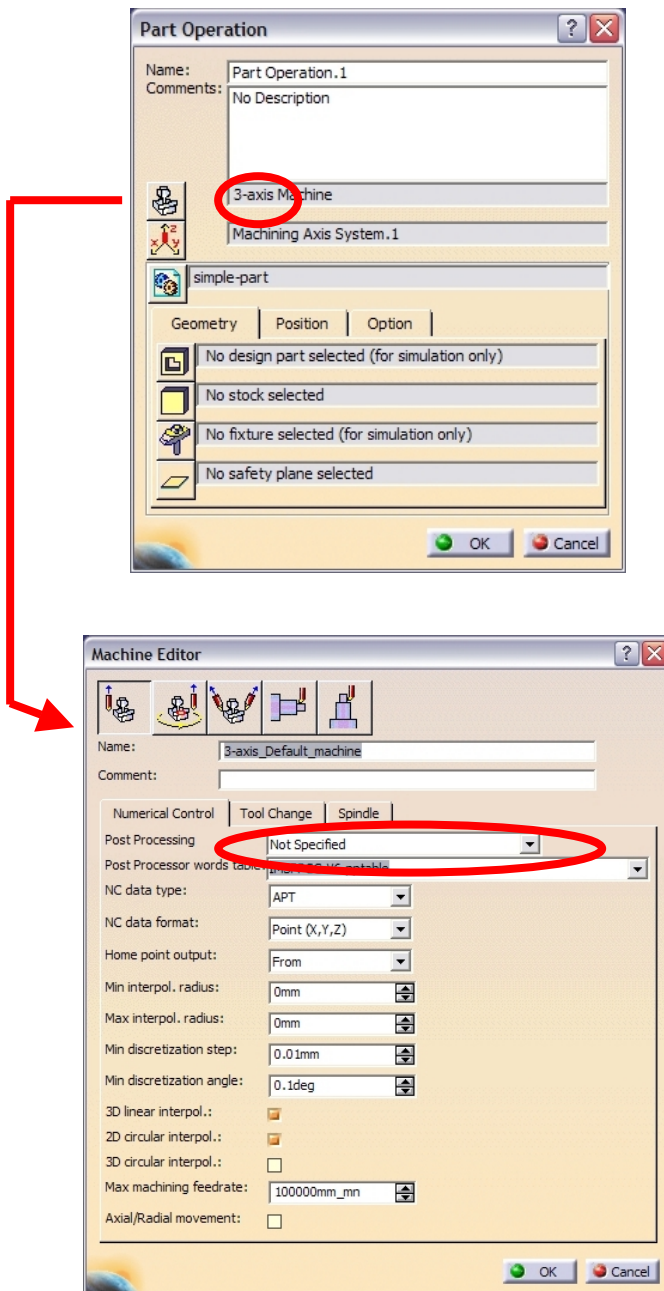 Part Operation
Name: Part Operation.1
Comments: No Description
3-axis Machine
Machining Axis System.1
simple-part
Geometry Position Option
No design part selected (for simulation only)
No stock selected
No fixture selected (for simulation only)
No safety plane selected
OK Cancel
Machine Editor
Name: 3-axis_Default_machine
Comment:
Numerical Control Tool Change Spindle
Post Processing Not Specified
Post Processor words table:
NC data type: APT
NC data format: Point (X,Y,Z)
Home point output: From
Min interpol. radius: 0mm
Max interpol. radius: 0mm
Min discretization step: 0.01mm
Min discretization angle: 0.1deg
3D linear interpol.:
2D circular interpol.:
3D circular interpol.:
Max machining feedrate: 100000mm_mn
Axial/Radial movement:
OK Cancel